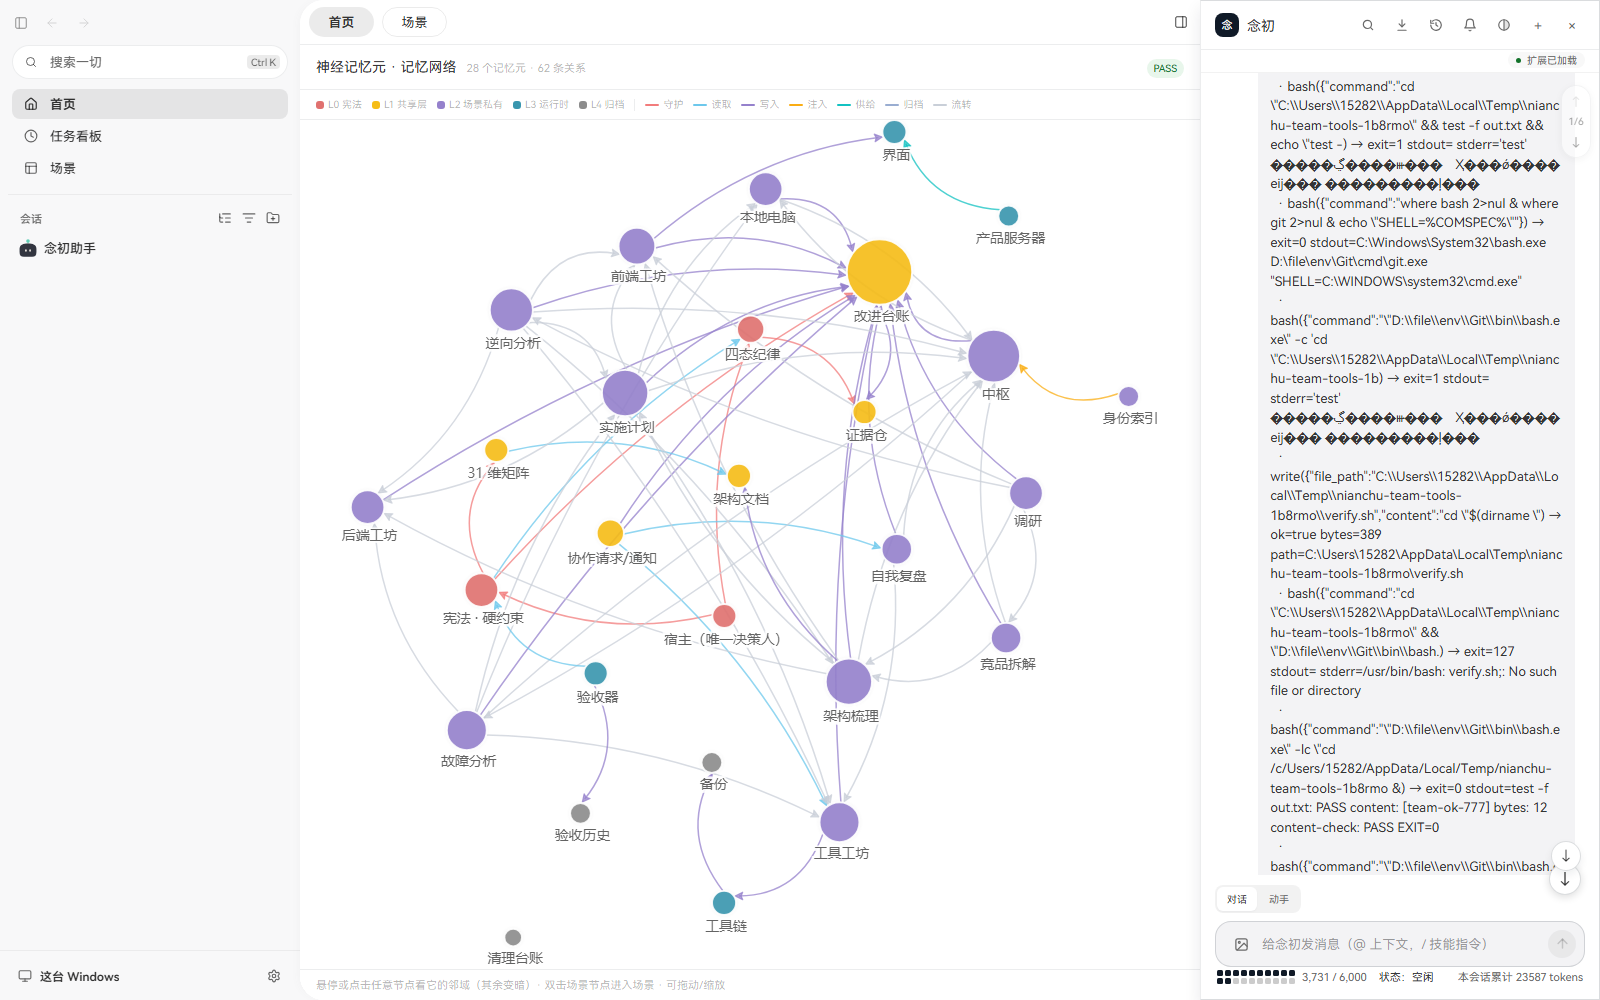 搜索一切
Ctrl K
首页
任务看板
场景
会话
念初助手
这台 Windows
首页
场景
神经记忆元 · 记忆网络
28 个记忆元 · 62 条关系
PASS
L0 宪法
L1 共享层
L2 场景私有
L3 运行时
L4 归档
守护
读取
写入
注入
供给
归档
流转
界面
本地电脑
产品服务器
前端工坊
改进台账
逆向分析
四态纪律
中枢
身份索引
实施计划
证据仓
31 维矩阵
架构文档
调研
后端工坊
协作请求/通知
自我复盘
宪法 · 硬约束
宿主（唯一决策人）
竞品拆解
验收器
架构梳理
故障分析
备份
验收历史
工具工坊
工具链
清理台账
悬停或点击任意节点看它的邻域（其余变暗） · 双击场景节点进入场景 · 可拖动/缩放
念
念初
扩展已加载
1/6
· bash({"command":"cd
\"C:\\Users\\15282\\AppData\\Local\\Temp\\nianc
hu-team-tools-1b8rmo\" && test -f out.txt &&
echo \"test -) → exit=1 stdout= stderr='test'
· bash({"command":"where bash 2>nul & where
git 2>nul & echo \"SHELL=%COMSPEC%\""}) →
exit=0 stdout=C:\Windows\System32\bash.exe
D:\file\env\Git\cmd\git.exe
"SHELL=C:\WINDOWS\system32\cmd.exe"
·
bash({"command":"\"D:\\file\\env\\Git\\bin\\bash.e
xe\" -c 'cd
\"C:\\Users\\15282\\AppData\\Local\\Temp\\nianc
hu-team-tools-1b) → exit=1 stdout=
stderr='test'
·
write({"file_path":"C:\\Users\\15282\\AppData\\Lo
cal\\Temp\\nianchu-team-tools-
1b8rmo\\verify.sh","content":"cd \"$(dirname \") →
ok=true bytes=389
path=C:\Users\15282\AppData\Local\Temp\nianc
hu-team-tools-1b8rmo\verify.sh
· bash({"command":"cd
\"C:\\Users\\15282\\AppData\\Local\\Temp\\nianc
hu-team-tools-1b8rmo\" &&
\"D:\\file\\env\\Git\\bin\\bash.) → exit=127
stdout= stderr=/usr/bin/bash: verify.sh;: No such
file or directory
·
bash({"command":"\"D:\\file\\env\\Git\\bin\\bash.e
xe\" -lc \"cd
/c/Users/15282/AppData/Local/Temp/nianchu-
team-tools-1b8rmo &) → exit=0 stdout=test -f
out.txt: PASS content: [team-ok-777] bytes: 12
content-check: PASS EXIT=0
·
bash({"command":"\"D:\\file\\env\\Git\\bin\\bash.
对话
动手
给念初发消息（@ 上下文，/ 技能指令）
3,731 / 6,000
状态：空闲
本会话累计 23587 tokens